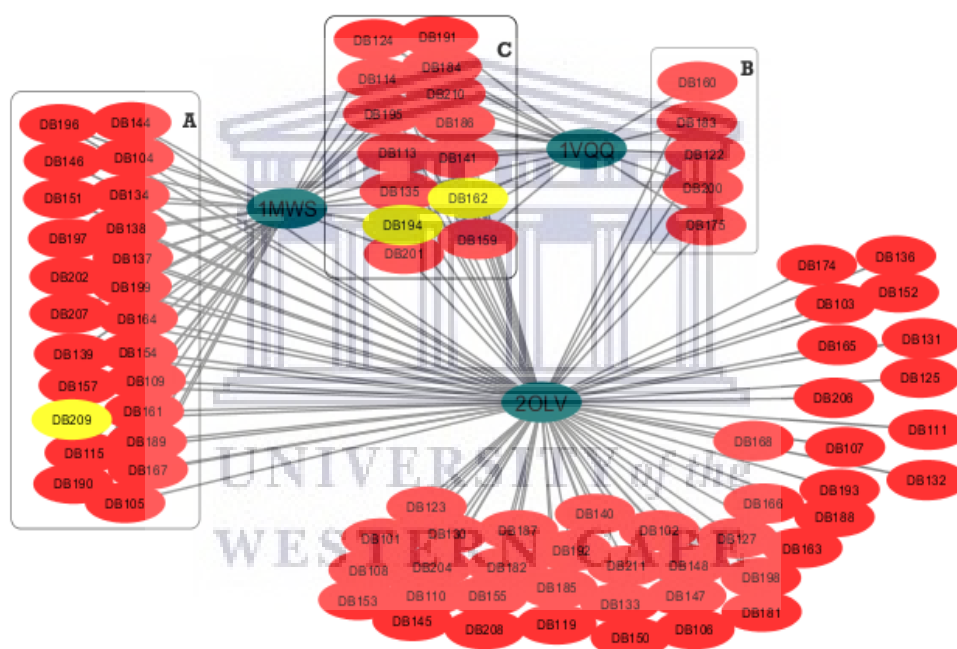 DB124 DB191
C
DB114 DB184
DB210
DB195 DB186
DB113 DB141
DB135 DB162
DB194 DB159
DB201
1VQQ
DB160 B
DB183
DB122
DB200
DB175
A
DB196 DB144
DB146 DB104
DB151 DB134
DB197 DB138
DB202 DB137
DB199
DB207 DB164
DB139 DB154
DB157 DB109
DB209 DB161
DB115 DB189
DB190 DB167
DB105
1MWS
2OLV
DB174 DB136
DB103 DB152
DB165 DB131
DB206 DB125
DB168 DB107 DB111
DB193 DB132
DB166 DB188
DB163
DB123 DB140
DB101 DB130 DB187 DB102 DB127
DB192
DB108 DB204 DB182 DB211 DB148 DB198
DB153 DB110 DB155 DB185 DB133 DB147
DB145 DB208 DB119 DB150 DB106 DB181
UNIVERSITY of the
WESTERN CAPE